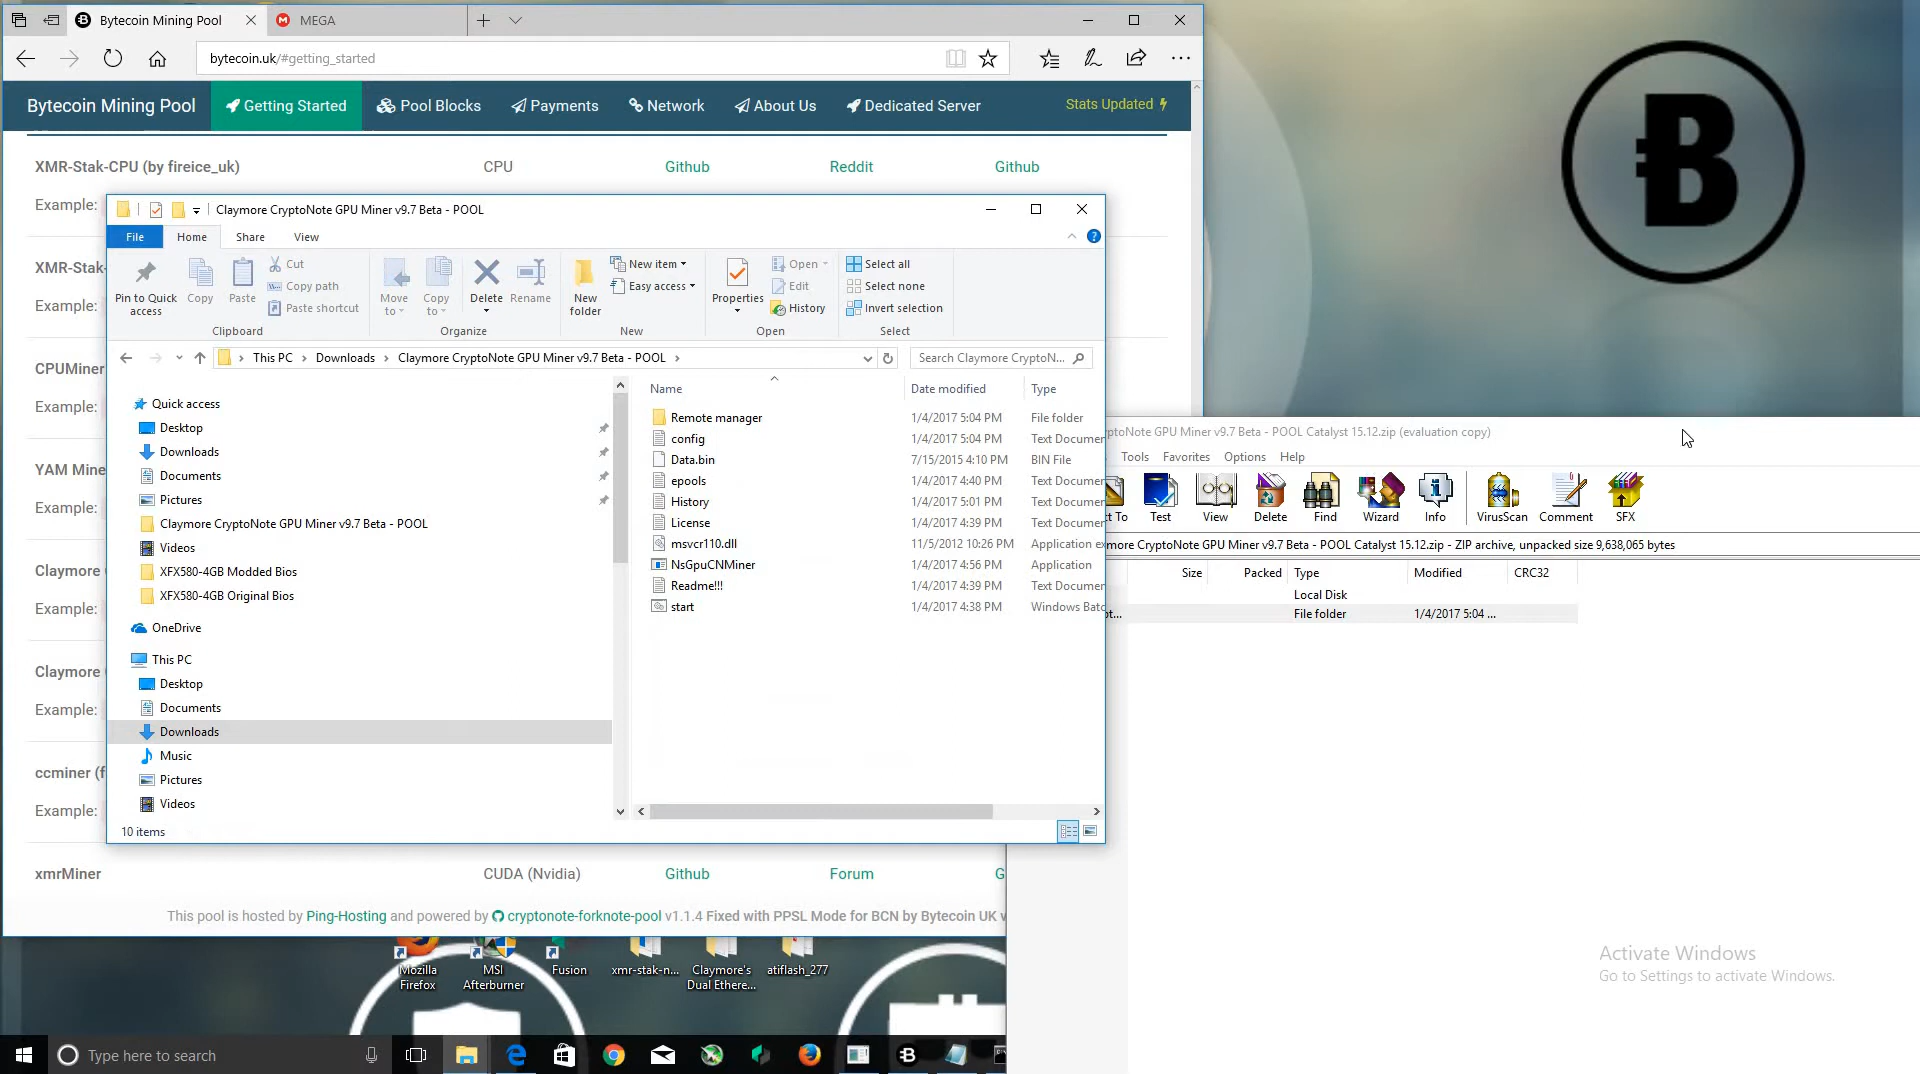 Bytecoin Mining Pool
MEGA
bytecoin.uk/#getting_started
Bytecoin Mining Pool
Getting Started
Pool Blocks
Payments
Network
About Us
Dedicated Server
Stats Updated
XMR-Stak-CPU (by fireice_uk) CPU Github Reddit Github
Example:
XMR-Stak-
Example:
CPUMiner
Example:
YAM Mine
Example:
Claymore
Example:
Claymore
Example:
ccminer (f
Example:
xmrMiner CUDA (Nvidia) Github Forum G
This pool is hosted by Ping-Hosting and powered by cryptonote-forknote-pool v1.1.4 Fixed with PPSL Mode for BCN by Bytecoin UK v
Claymore CryptoNote GPU Miner v9.7 Beta - POOL
File Home Share View
Pin to Quick access
Copy
Paste
Cut
Copy path
Paste shortcut
Clipboard
Move to
Copy to
Delete
Rename
Organize
New folder
New item
Easy access
New
Properties
Open
Edit
History
Open
Select all
Select none
Invert selection
Select
This PC > Downloads > Claymore CryptoNote GPU Miner v9.7 Beta - POOL >
Search Claymore CryptoN...
Quick access
Desktop
Downloads
Documents
Pictures
Claymore CryptoNote GPU Miner v9.7 Beta - POOL
Videos
XFX580-4GB Modded Bios
XFX580-4GB Original Bios
OneDrive
This PC
Desktop
Documents
Downloads
Music
Pictures
Videos
Name Date modified Type
Remote manager 1/4/2017 5:04 PM File folder
config 1/4/2017 5:04 PM Text Documen
Data.bin 7/15/2015 4:10 PM BIN File
epools 1/4/2017 4:40 PM Text Documen
History 1/4/2017 5:01 PM Text Documen
License 1/4/2017 4:39 PM Text Documen
msvcr110.dll 11/5/2012 10:26 PM Application ex
NsGpuCNMiner 1/4/2017 4:56 PM Application
Readme!!! 1/4/2017 4:39 PM Text Documen
start 1/4/2017 4:38 PM Windows Batc
10 items
ptoNote GPU Miner v9.7 Beta - POOL Catalyst 15.12.zip (evaluation copy)
Tools Favorites Options Help
ct To
Test
View
Delete
Find
Wizard
Info
VirusScan
Comment
SFX
more CryptoNote GPU Miner v9.7 Beta - POOL Catalyst 15.12.zip - ZIP archive, unpacked size 9,638,065 bytes
Size Packed Type Modified CRC32
Local Disk
pt... File folder 1/4/2017 5:04 ...
Mozilla Firefox
MSI Afterburner
Fusion
xmr-stak-n...
Claymore's Dual Ethere...
atiflash_277
Activate Windows
Go to Settings to activate Windows.
Type here to search